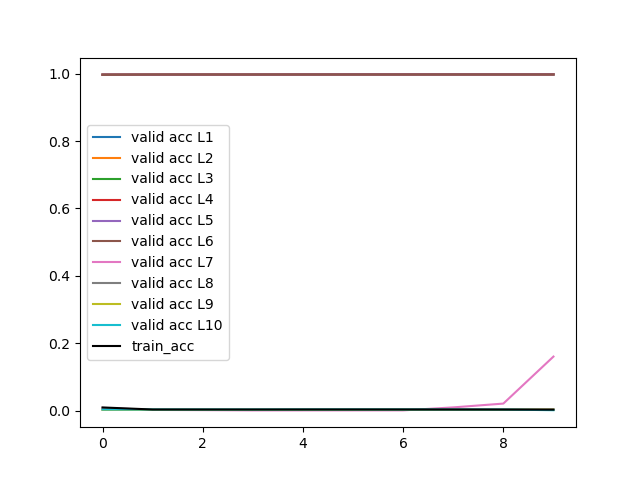 1.0
0.8
0.6
0.4
0.2
0.0
valid acc L1
valid acc L2
valid acc L3
valid acc L4
valid acc L5
valid acc L6
valid acc L7
valid acc L8
valid acc L9
valid acc L10
train_acc
0 2 4 6 8